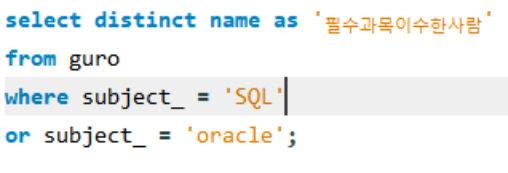 select distinct name as '필수과목이수한사람'
from guro
where subject_ = 'SQL'
or subject_ = 'oracle';